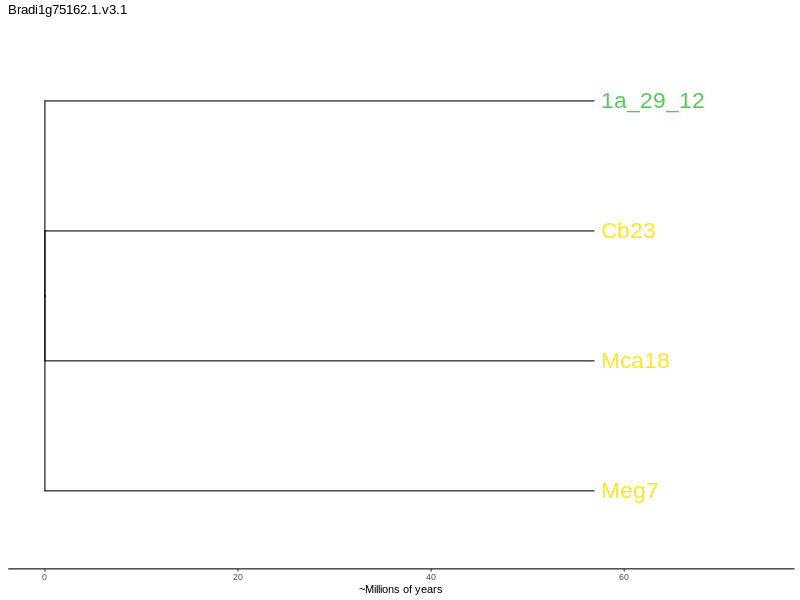 Bradi1g75162.1.v3.1
1a_29_12
Cb23
Mca18
Meg7
0 20 40 60
~Millions of years